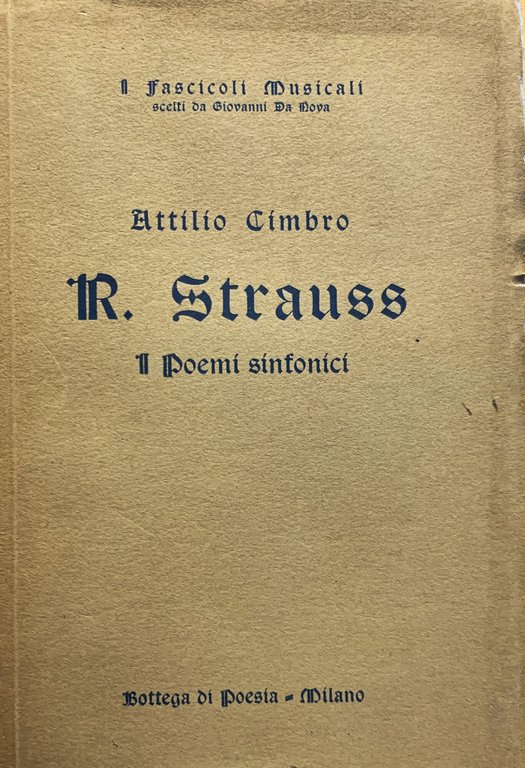 I Fascicoli Musicali
scelti da Giovanni Da Nova
Attilio Cimbro
R. Strauss
I Poemi sinfonici
Bottega di Poesia - Milano